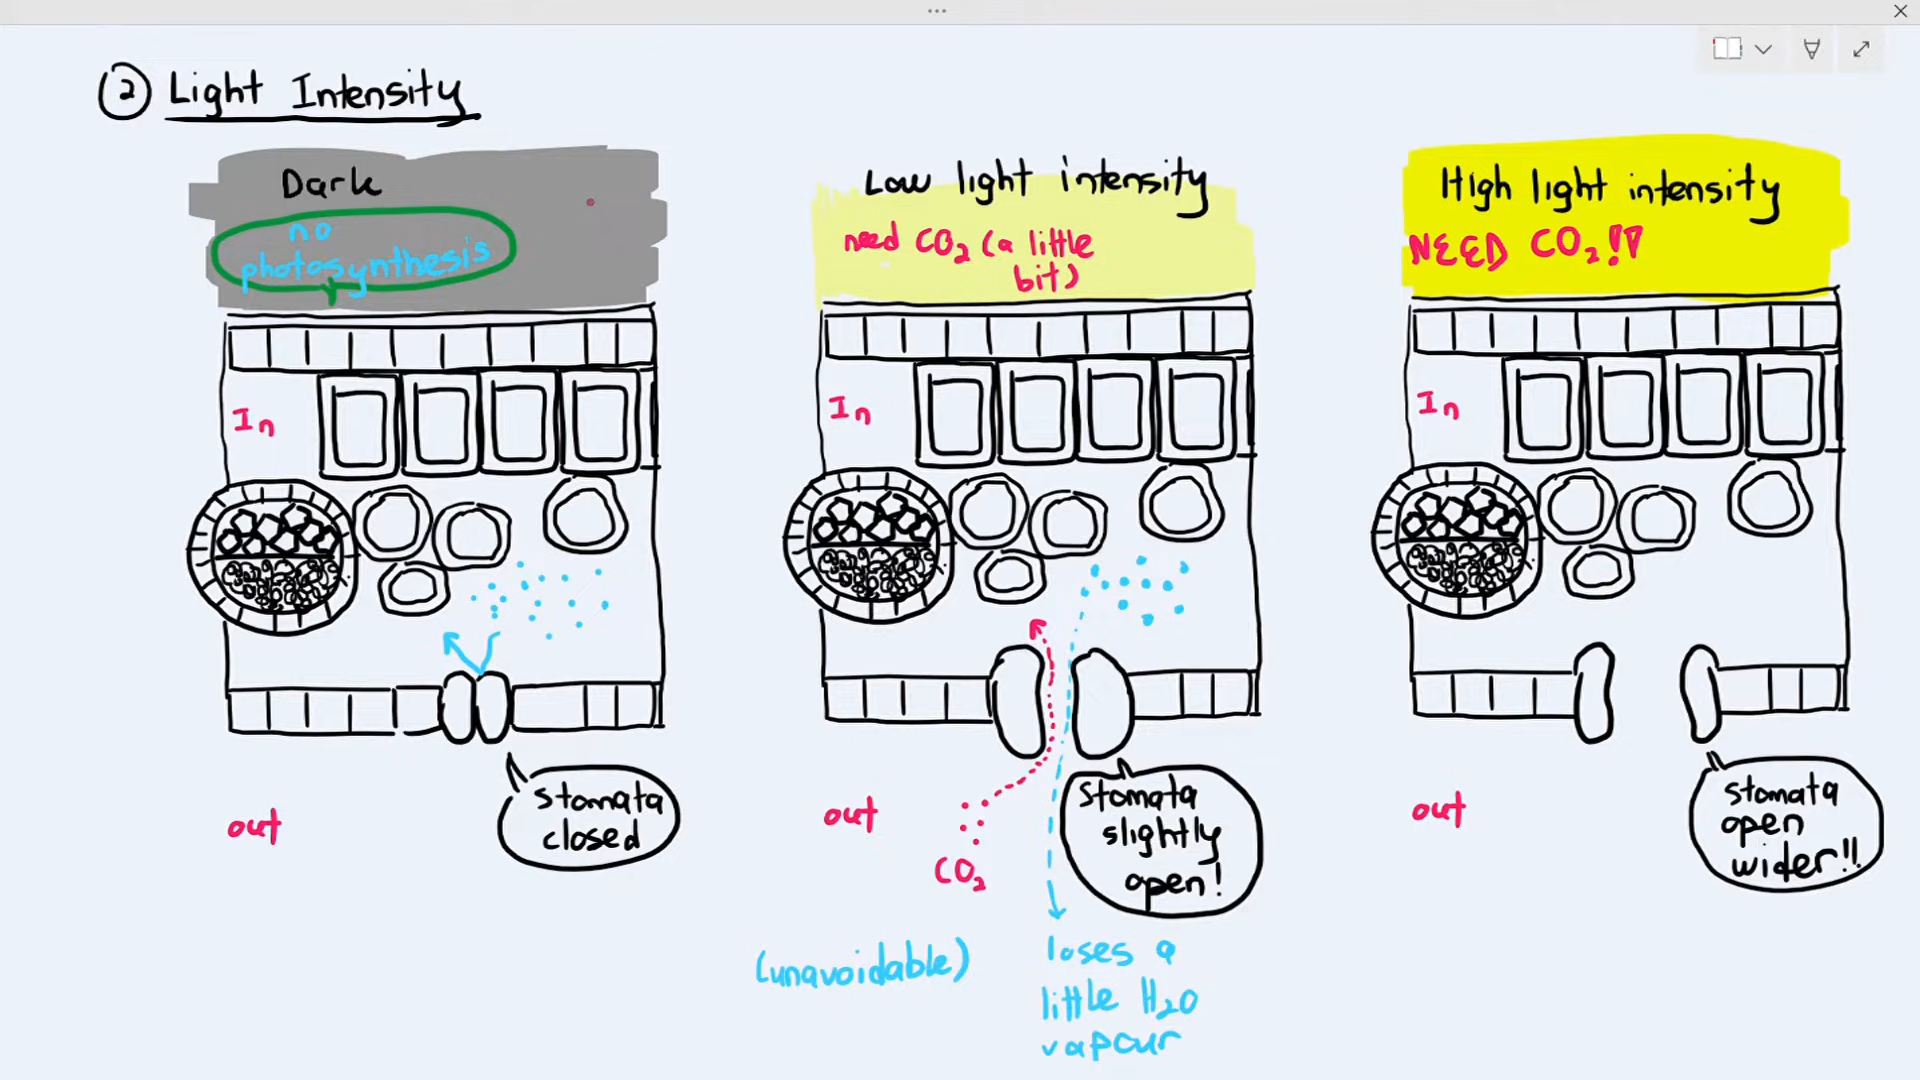 ② Light Intensity
Dark
no
photosynthesis
In
out
stomata
closed
Low light intensity
need CO₂ (a little
bit)
In
out
CO₂
Stomata
slightly
open!
(unavoidable)
loses a
little H₂O
vapour
High light intensity
NEED CO₂!!
In
out
stomata
open
wider!!